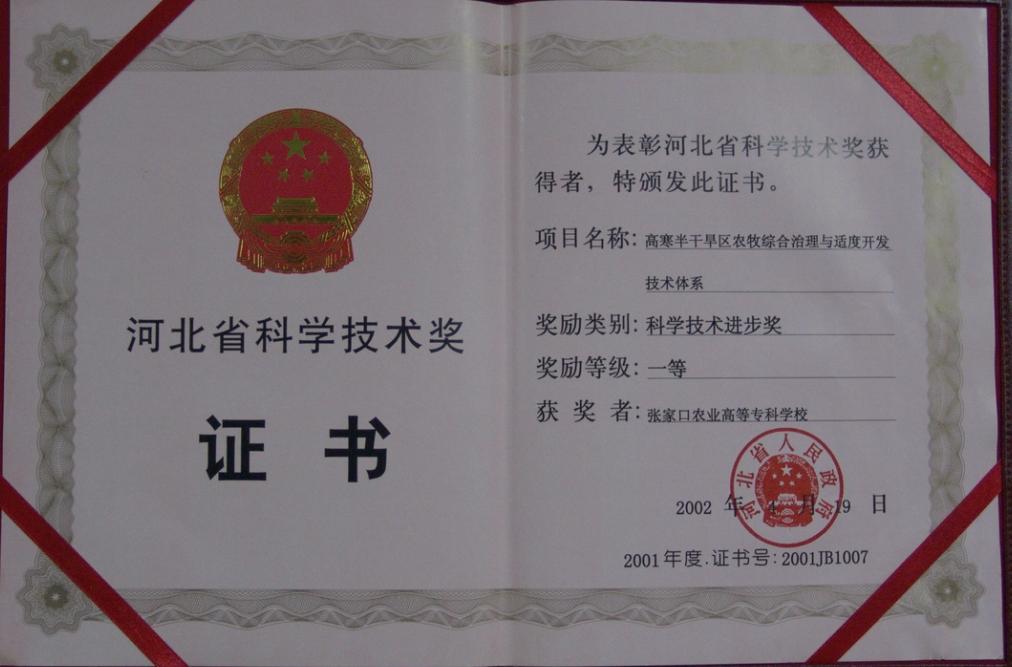 河北省科学技术奖
证 书
为表彰河北省科学技术奖获
得者，特颁发此证书。
项目名称: 高寒半干旱区农牧综合治理与适度开发
技术体系
奖励类别: 科学技术进步奖
奖励等级: 一等
获 奖 者: 张家口农业高等专科学校
河北省人民政府
2002 年 4 月 19 日
2001年度.证书号: 2001JB1007